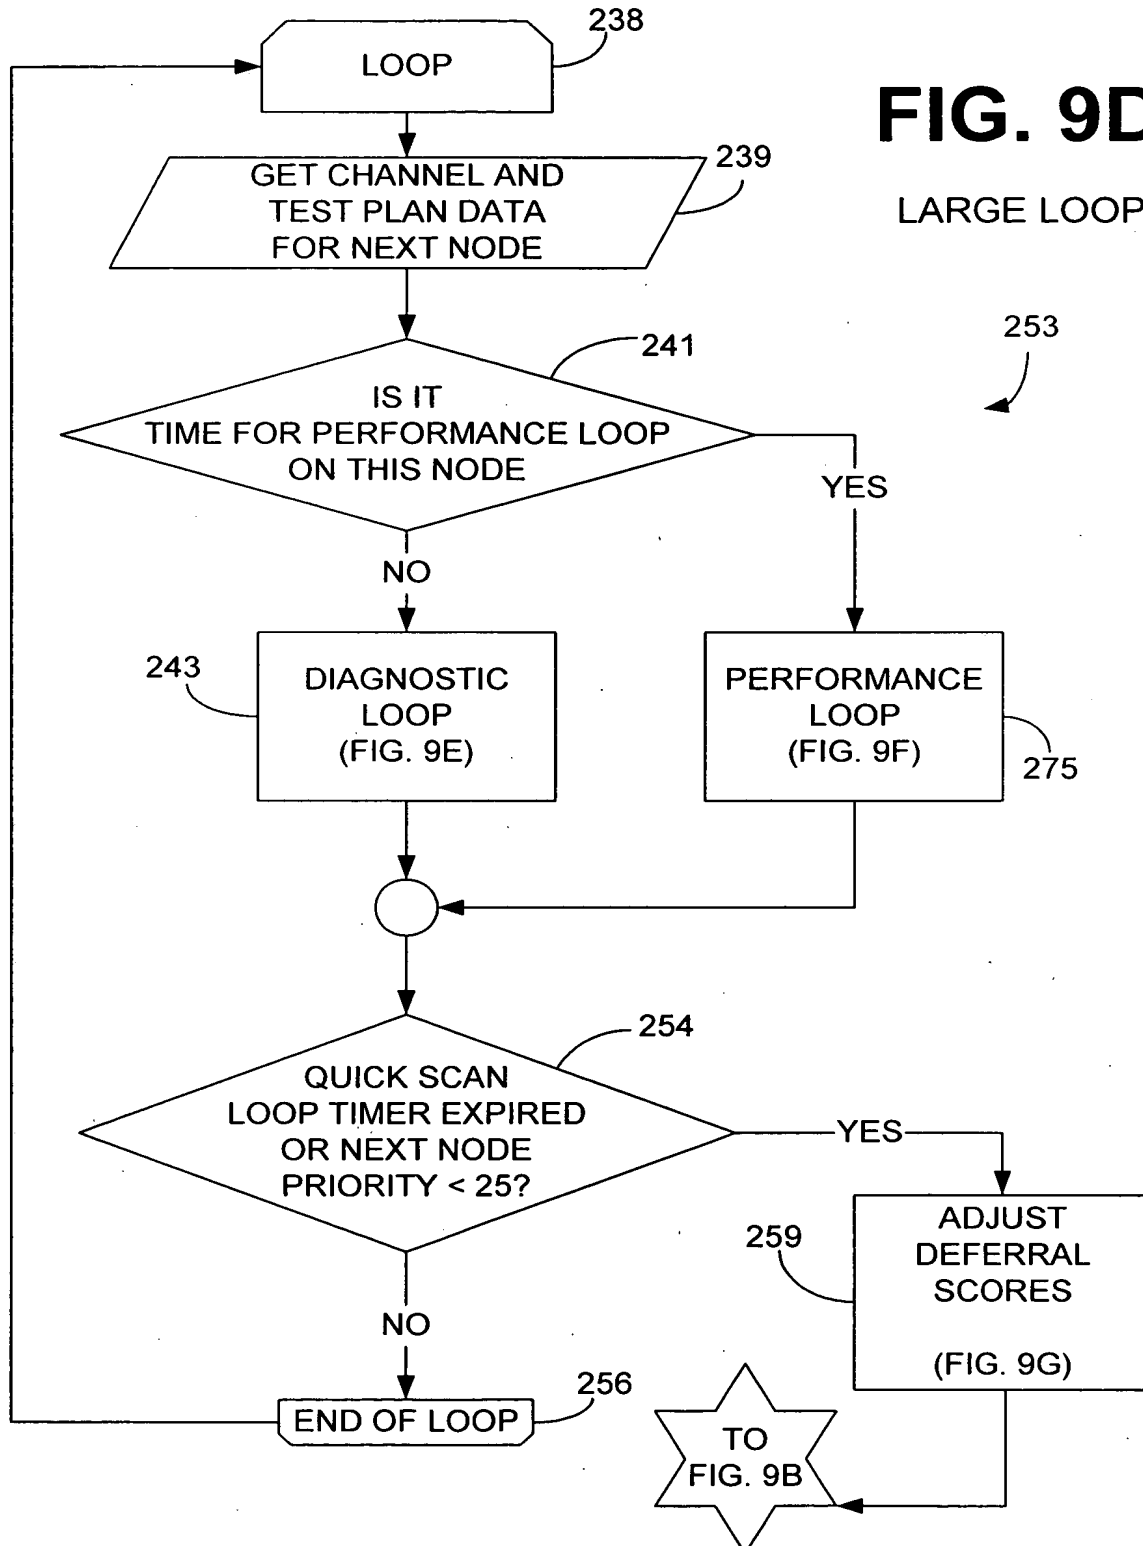 238
LOOP
FIG. 9D
239
GET CHANNEL AND
TEST PLAN DATA
FOR NEXT NODE
LARGE LOOP
253
241
IS IT
TIME FOR PERFORMANCE LOOP
ON THIS NODE
YES
NO
243
DIAGNOSTIC
LOOP
(FIG. 9E)
PERFORMANCE
LOOP
(FIG. 9F)
275
254
QUICK SCAN
LOOP TIMER EXPIRED
OR NEXT NODE
PRIORITY < 25?
YES
259
ADJUST
DEFERRAL
SCORES
(FIG. 9G)
NO
256
END OF LOOP
TO
FIG. 9B